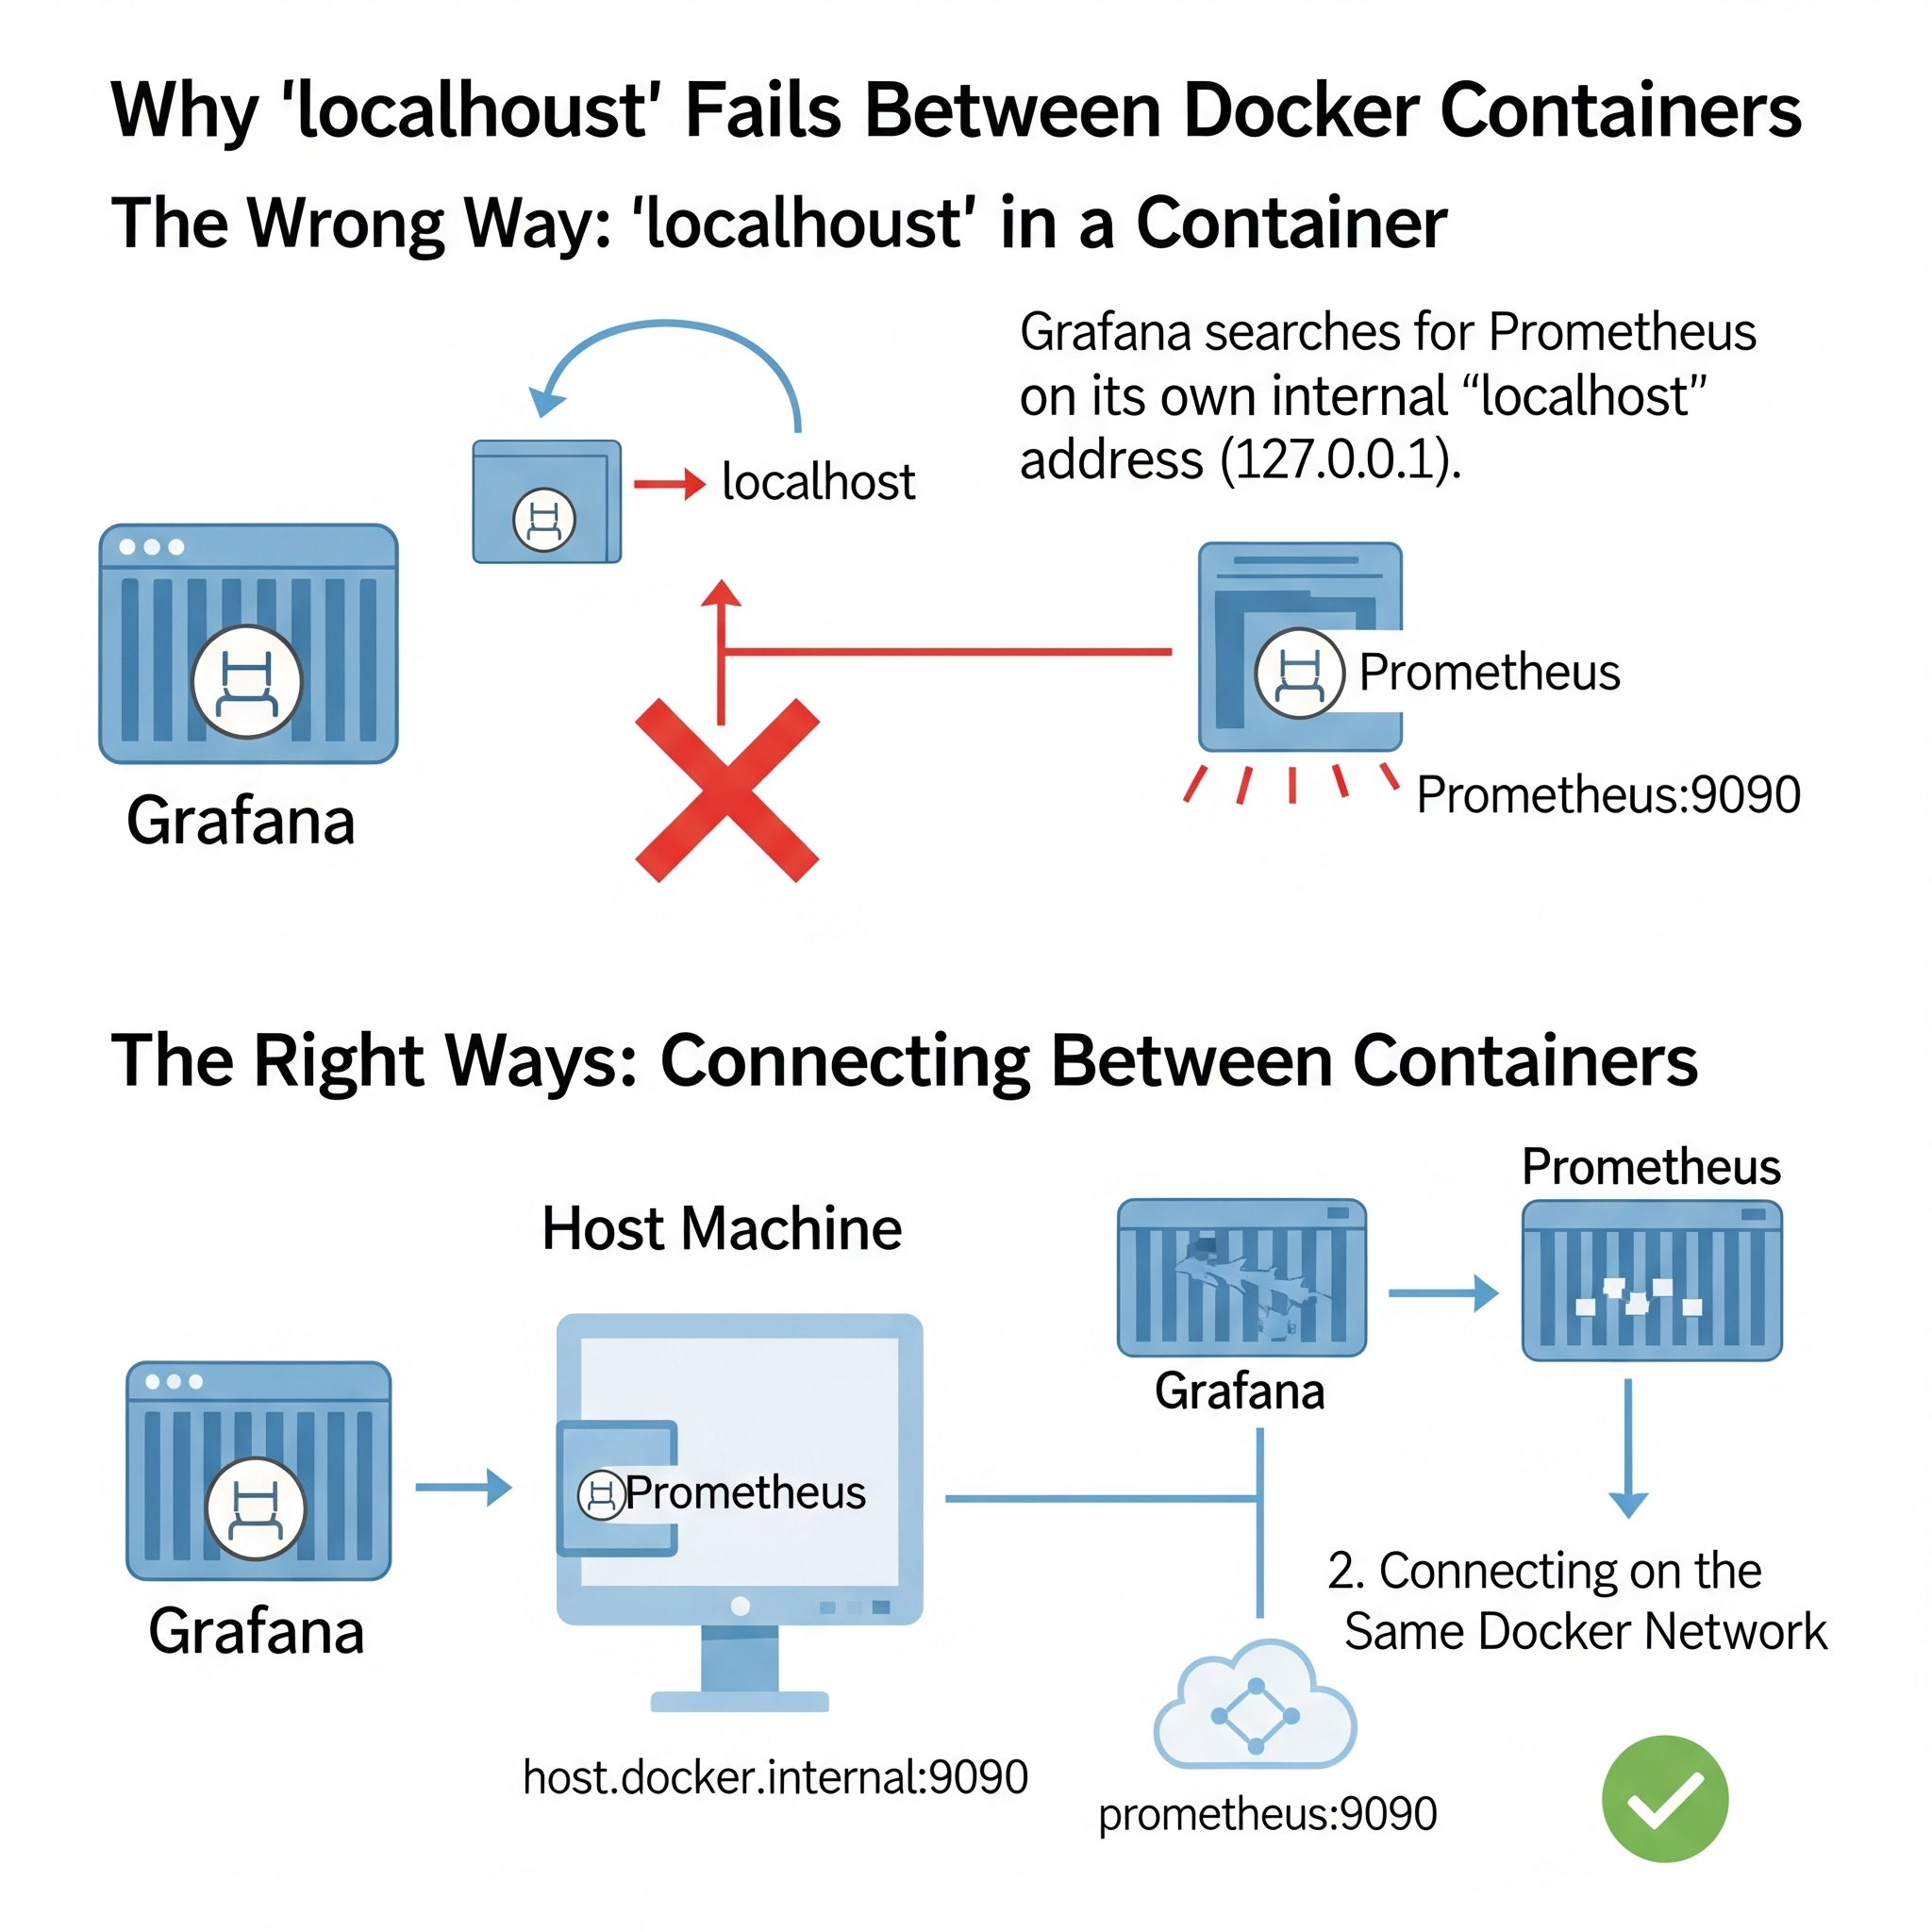 Why ‘localhoust’ Fails Between Docker Containers
The Wrong Way: ‘localhoust’ in a Container
Grafana searches for Prometheus
on its own internal “localhost”
address (127.0.0.1).
localhost
Prometheus
Prometheus:9090
Grafana
The Right Ways: Connecting Between Containers
Prometheus
Host Machine
Grafana
Prometheus
Grafana
2. Connecting on the
Same Docker Network
host.docker.internal:9090
prometheus:9090